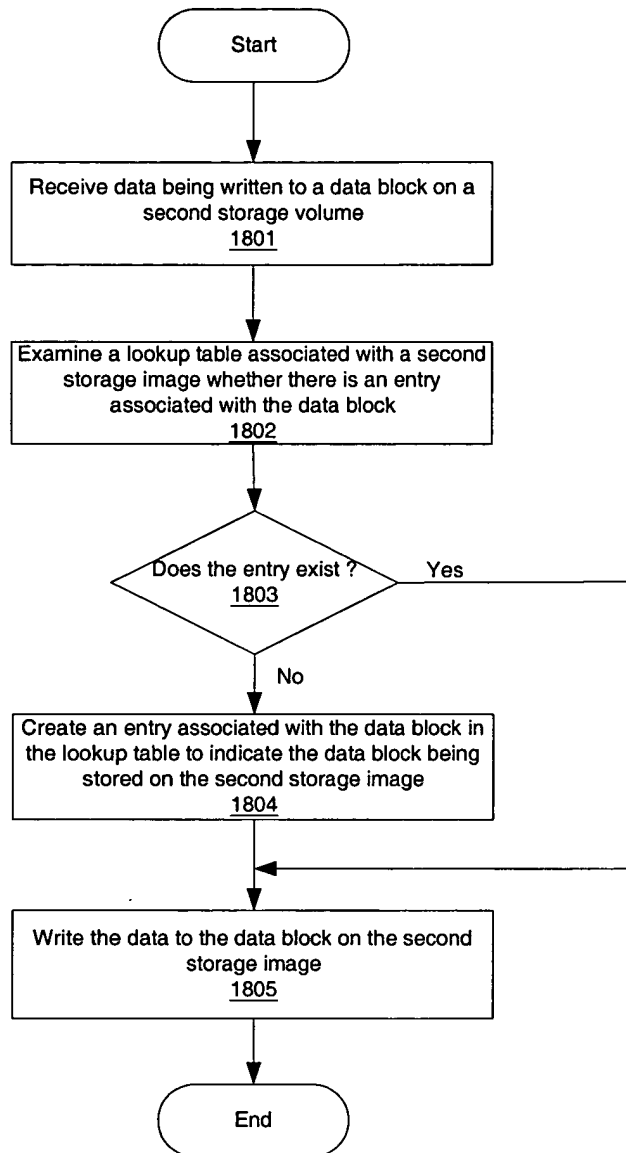 Start
Receive data being written to a data block on a
second storage volume
1801
Examine a lookup table associated with a second
storage image whether there is an entry
associated with the data block
1802
Does the entry exist ?
1803
Yes
No
Create an entry associated with the data block in
the lookup table to indicate the data block being
stored on the second storage image
1804
Write the data to the data block on the second
storage image
1805
End